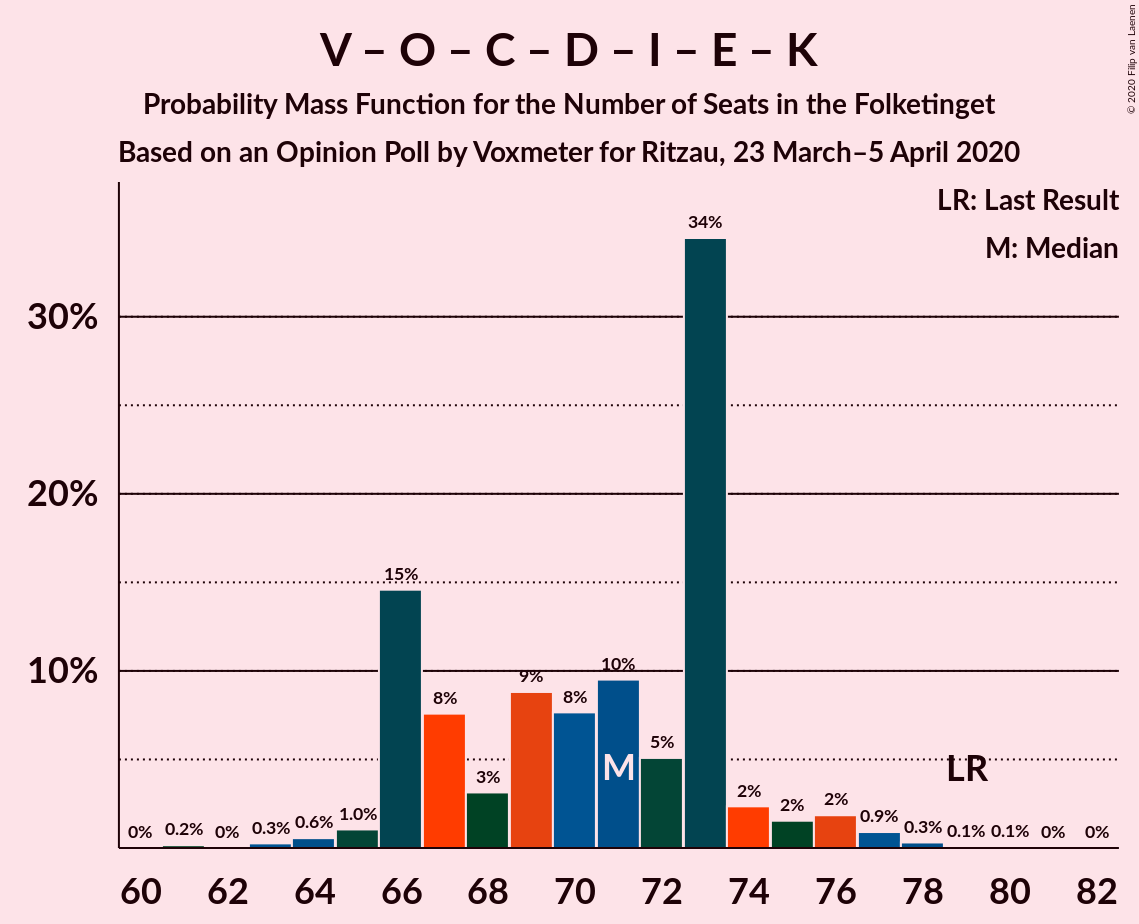 V – O – C – D – I – E – K
Probability Mass Function for the Number of Seats in the Folketinget
Based on an Opinion Poll by Voxmeter for Ritzau, 23 March–5 April 2020
© 2020 Filip van Laenen
LR: Last Result
M: Median
34%
30%
20%
15%
10%
10%
9%
8%
8%
5%
3%
M
LR
2%
2%
2%
0%
0.2%
0%
0.3%
0.6%
1.0%
0.9%
0.3%
0.1%
0.1%
0%
0%
60 62 64 66 68 70 72 74 76 78 80 82